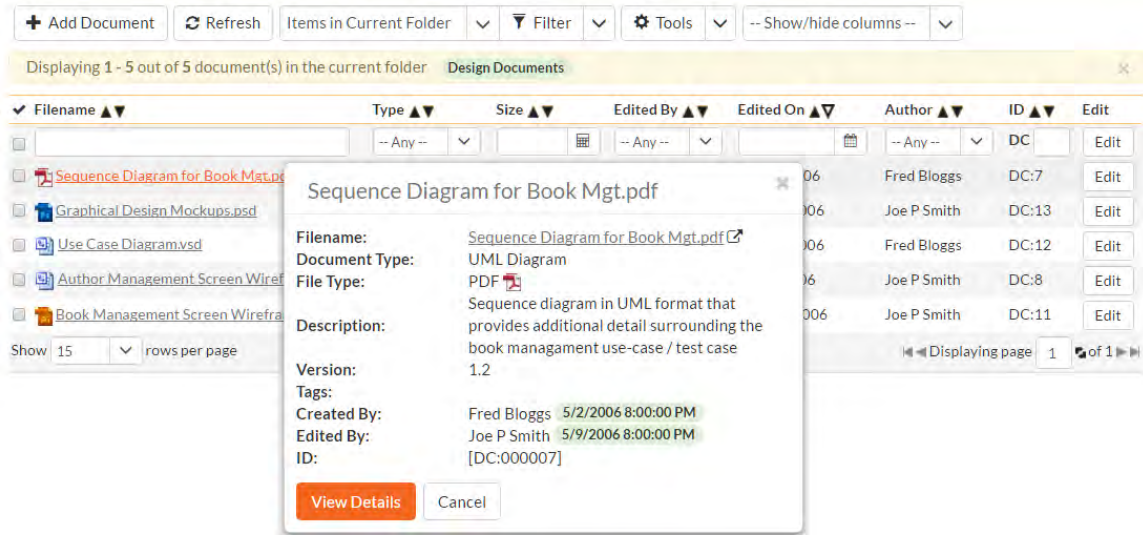 Add Document Refresh Items in Current Folder Filter Tools -- Show/hide columns --
Displaying 1 - 5 out of 5 document(s) in the current folder Design Documents
Filename Type Size Edited By Edited On Author ID Edit
-- Any -- -- Any -- -- Any -- DC Edit
Sequence Diagram for Book Mgt.pd 06 Fred Bloggs DC:7 Edit
Graphical Design Mockups.psd 006 Joe P Smith DC:13 Edit
Use Case Diagram.vsd 06 Fred Bloggs DC:12 Edit
Author Management Screen Wiref 06 Joe P Smith DC:8 Edit
Book Management Screen Wirefra 006 Joe P Smith DC:11 Edit
Show 15 rows per page Displaying page 1 of 1
Sequence Diagram for Book Mgt.pdf
Filename: Sequence Diagram for Book Mgt.pdf
Document Type: UML Diagram
File Type: PDF
Description: Sequence diagram in UML format that
provides additional detail surrounding the
book managament use-case / test case
Version: 1.2
Tags:
Created By: Fred Bloggs 5/2/2006 8:00:00 PM
Edited By: Joe P Smith 5/9/2006 8:00:00 PM
ID: [DC:000007]
View Details Cancel